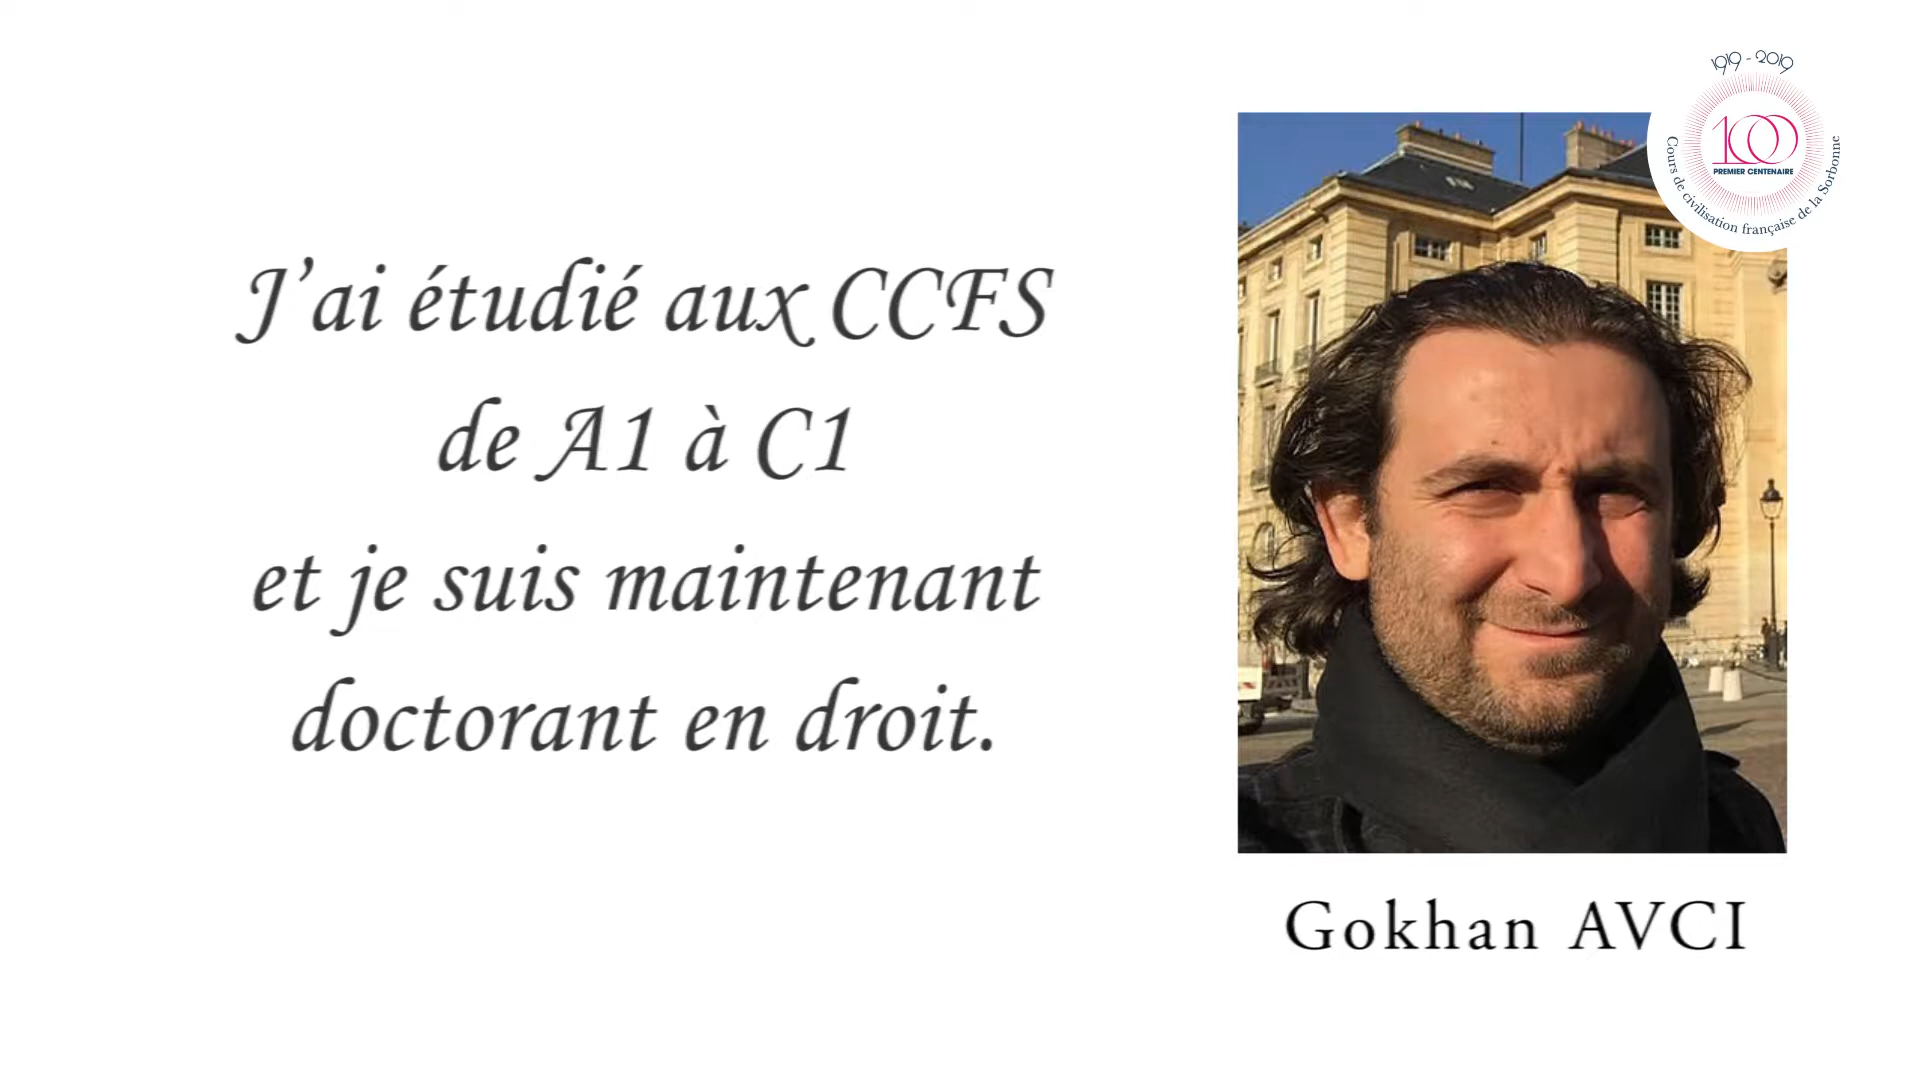 J’ai étudié aux CCFS
de A1 à C1
et je suis maintenant
doctorant en droit.
1919 - 2019
100
PREMIER CENTENAIRE
Cours de civilisation française de la Sorbonne
Gokhan AVCI